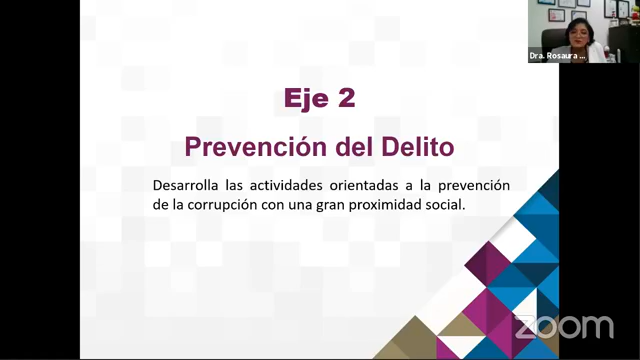 Dra. Rosaura ...
Eje 2
Prevención del Delito
Desarrolla las actividades orientadas a la prevención
de la corrupción con una gran proximidad social.
zoom